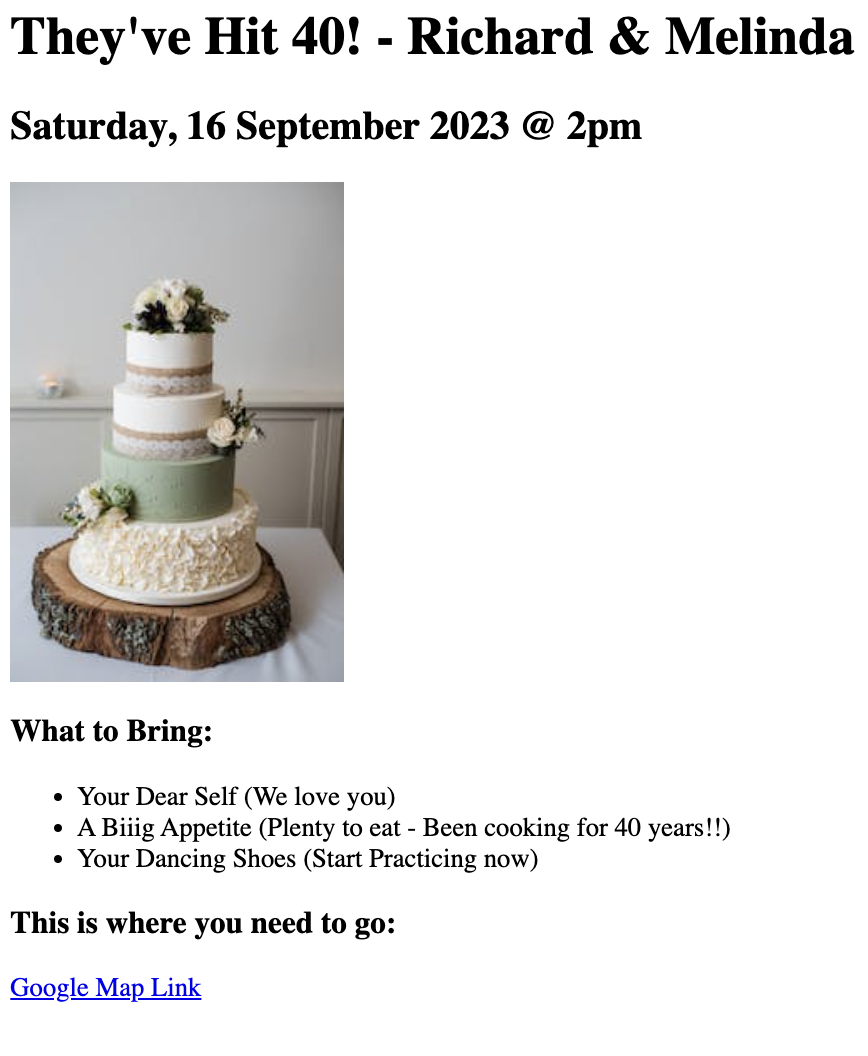 They've Hit 40! - Richard & Melinda
Saturday, 16 September 2023 @ 2pm
What to Bring:
Your Dear Self (We love you)
A Biiig Appetite (Plenty to eat - Been cooking for 40 years!!)
Your Dancing Shoes (Start Practicing now)
This is where you need to go:
Google Map Link